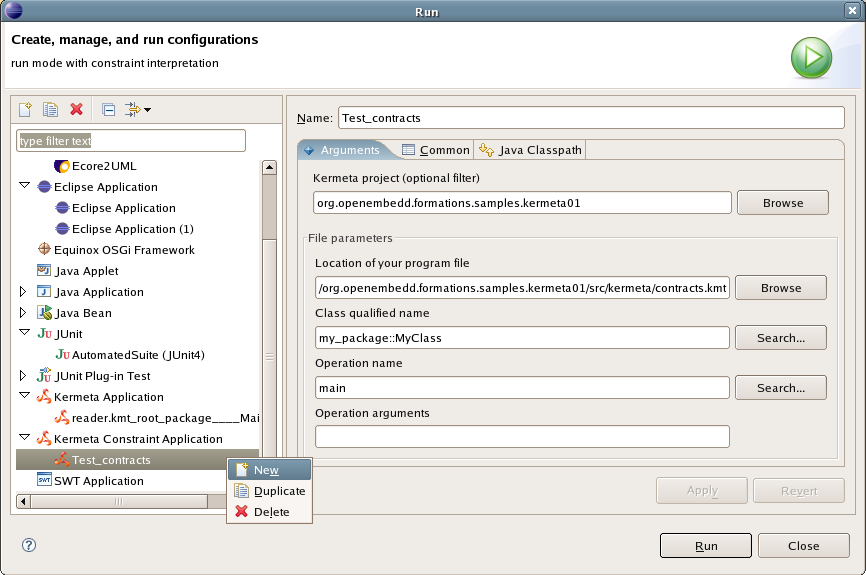 Run
Create, manage, and run configurations
run mode with constraint interpretation
type filter text
Ecore2UML
Eclipse Application
Eclipse Application
Eclipse Application (1)
Equinox OSGi Framework
Java Applet
Java Application
Java Bean
JUnit
AutomatedSuite (JUnit4)
JUnit Plug-in Test
Kermeta Application
reader.kmt_root_package____Mai
Kermeta Constraint Application
Test_contracts
SWT Application
New
Duplicate
Delete
Name: Test_contracts
Arguments Common Java Classpath
Kermeta project (optional filter)
org.openembedd.formations.samples.kermeta01 Browse
File parameters
Location of your program file
/org.openembedd.formations.samples.kermeta01/src/kermeta/contracts.kmt Browse
Class qualified name
my_package::MyClass Search...
Operation name
main Search...
Operation arguments
Apply Revert
Run Close